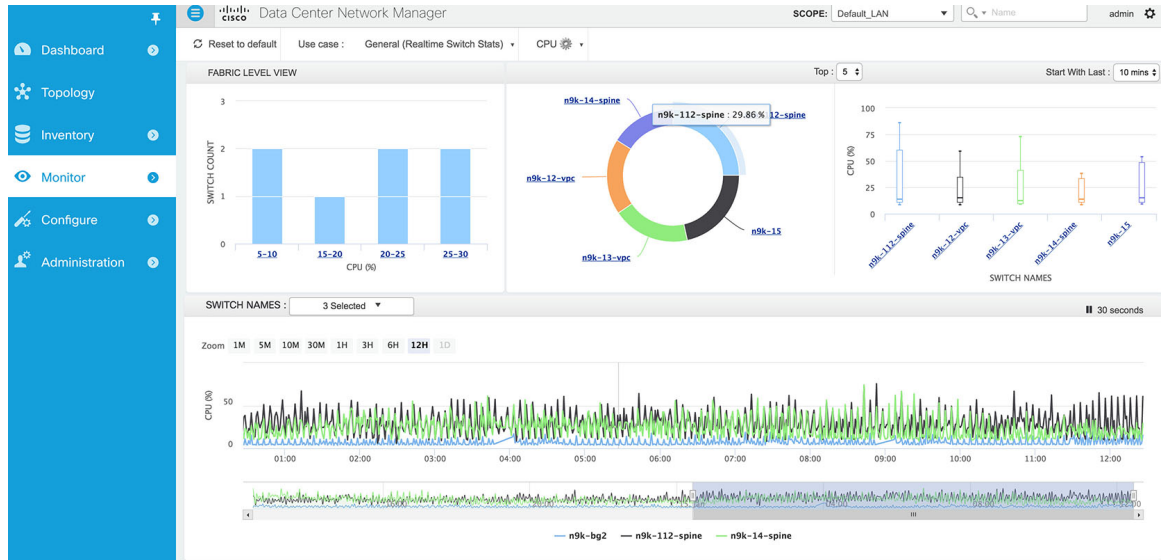 CISCO Data Center Network Manager SCOPE: Default_LAN Name admin
Dashboard
Topology
Inventory
Monitor
Configure
Administration
Reset to default Use case : General (Realtime Switch Stats) CPU
FABRIC LEVEL VIEW
Top : 5
Start With Last : 10 mins
3
2
1
0
SWITCH COUNT
5-10 15-20 20-25 25-30
CPU (%)
n9k-14-spine
n9k-112-spine : 29.86 % 12-spine
n9k-12-vpc
n9k-15
n9k-13-vpc
100
75
50
25
0
CPU (%)
n9k-112-spine n9k-12-vpc n9k-13-vpc n9k-14-spine n9k-15
SWITCH NAMES
SWITCH NAMES : 3 Selected
30 seconds
Zoom 1M 5M 10M 30M 1H 3H 6H 12H 1D
CPU (%)
50
0
01:00 02:00 03:00 04:00 05:00 06:00 07:00 08:00 09:00 10:00 11:00 12:00
n9k-bg2 n9k-112-spine n9k-14-spine